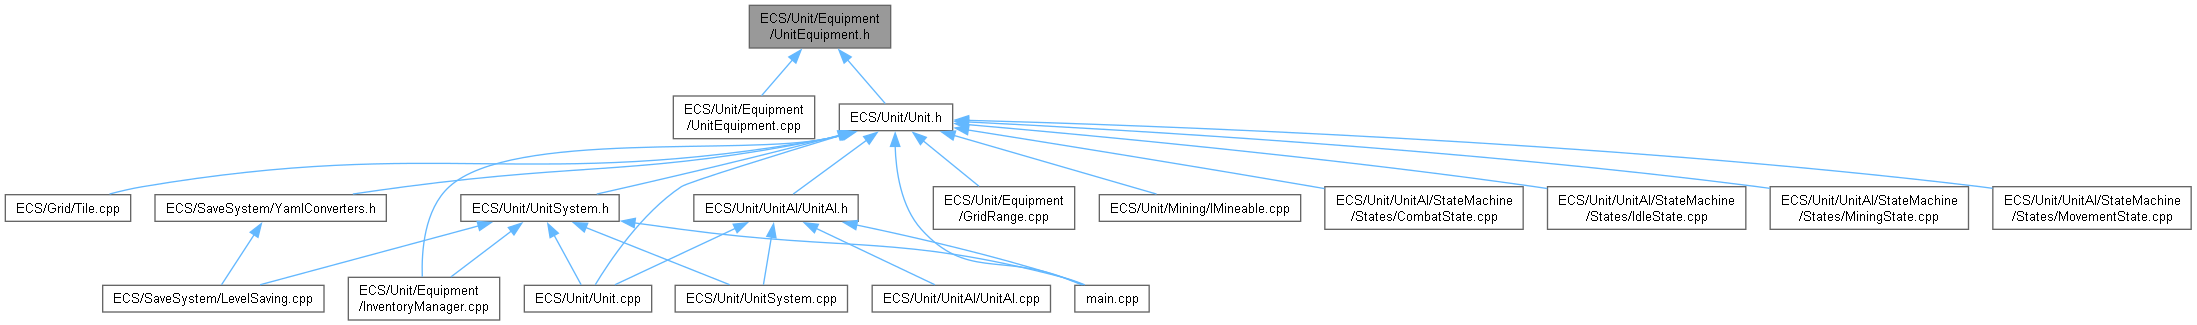 ECS/Unit/Equipment
/UnitEquipment.h
ECS/Unit/Equipment
/UnitEquipment.cpp
ECS/Unit/Unit.h
ECS/Grid/Tile.cpp
ECS/SaveSystem/YamlConverters.h
ECS/Unit/UnitSystem.h
ECS/Unit/UnitAI/UnitAI.h
ECS/Unit/Equipment
/GridRange.cpp
ECS/Unit/Mining/IMineable.cpp
ECS/Unit/UnitAI/StateMachine
/States/CombatState.cpp
ECS/Unit/UnitAI/StateMachine
/States/IdleState.cpp
ECS/Unit/UnitAI/StateMachine
/States/MiningState.cpp
ECS/Unit/UnitAI/StateMachine
/States/MovementState.cpp
ECS/SaveSystem/LevelSaving.cpp
ECS/Unit/Equipment
/InventoryManager.cpp
ECS/Unit/Unit.cpp
ECS/Unit/UnitSystem.cpp
ECS/Unit/UnitAI/UnitAI.cpp
main.cpp